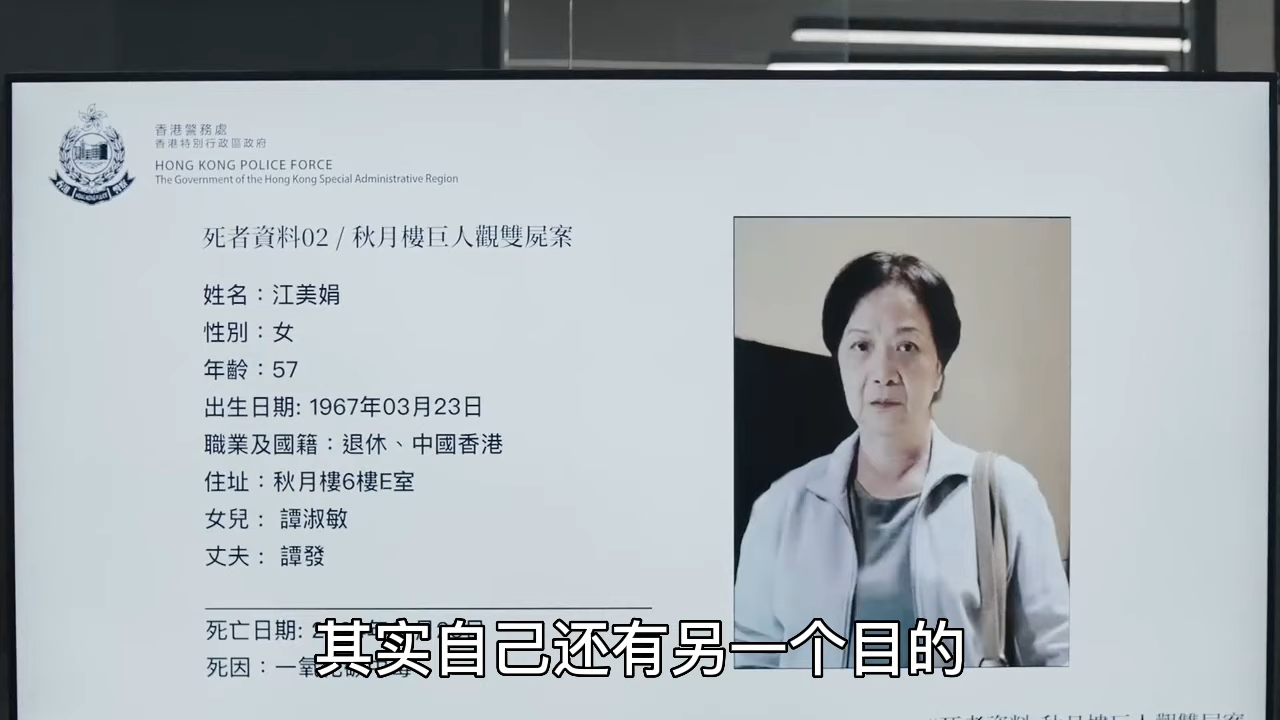 香港警務處
香港特別行政區政府
HONG KONG POLICE FORCE
The Government of the Hong Kong Special Administrative Region
死者資料02 / 秋月樓巨人觀雙屍案
姓名：江美娟
性別：女
年齡：57
出生日期: 1967年03月23日
職業及國籍：退休、中國香港
住址：秋月樓6樓E室
女兒： 譚淑敏
丈夫： 譚發
死亡日期:
死因：一氧化碳中毒
其实自己还有另一个目的